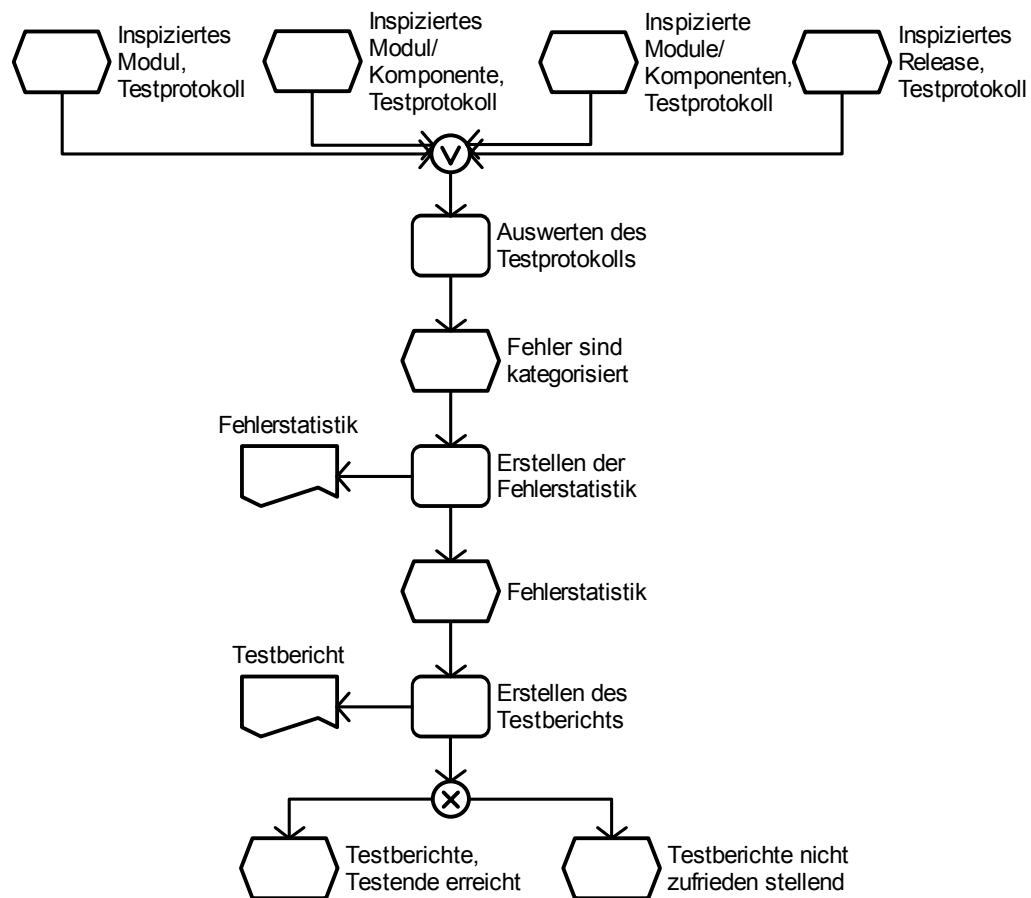 Inspiziertes
Modul,
Testprotokoll
Inspiziertes
Modul/
Komponente,
Testprotokoll
Inspizierte
Module/
Komponenten,
Testprotokoll
Inspiziertes
Release,
Testprotokoll
V
Auswerten des
Testprotokolls
Fehler sind
kategorisiert
Fehlerstatistik
Erstellen der
Fehlerstatistik
Fehlerstatistik
Testbericht
Erstellen des
Testberichts
Testberichte,
Testende erreicht
Testberichte nicht
zufrieden stellend